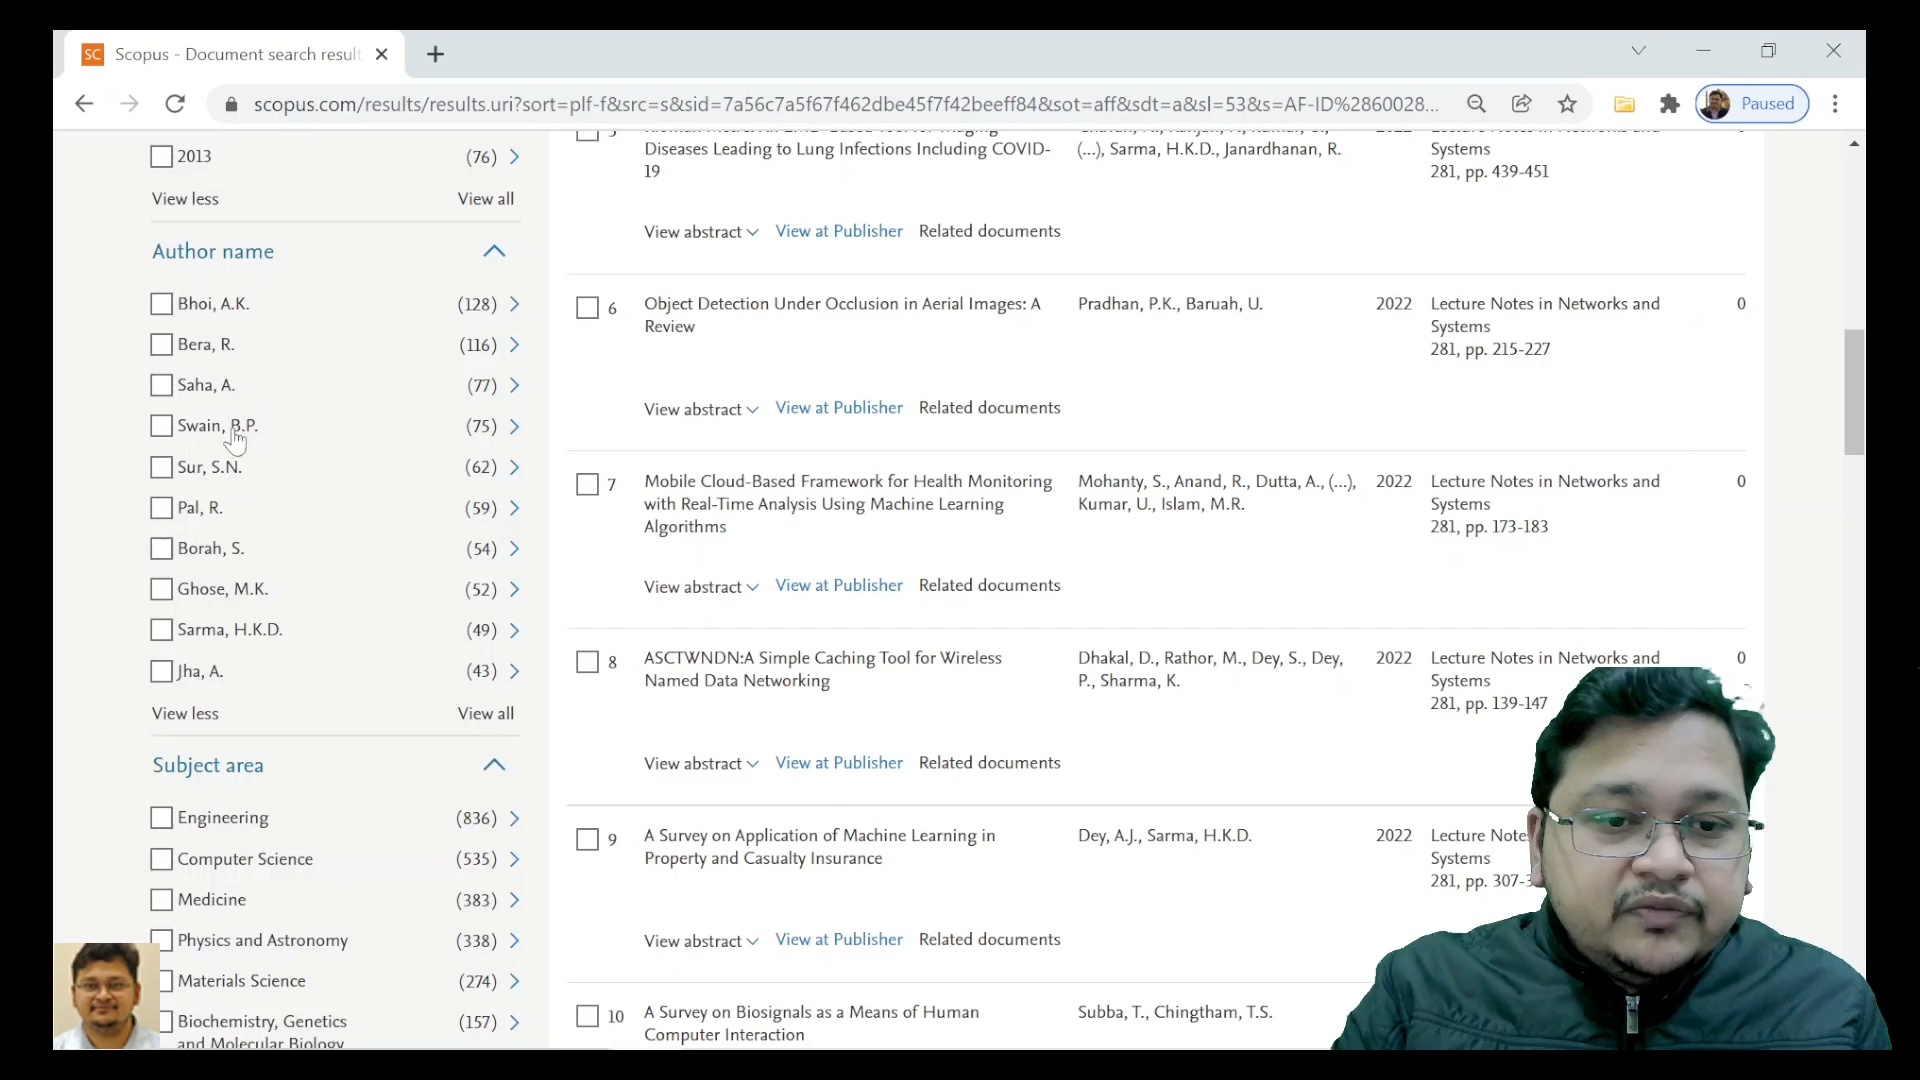 SC Scopus - Document search result
scopus.com/results/results.uri?sort=plf-f&src=s&sid=7a56c7a5f67f462dbe45f7f42beeff84&sot=aff&sdt=a&sl=53&s=AF-ID%2860028...
Paused
2013 (76)
View less View all
Author name
Bhoi, A.K. (128)
Bera, R. (116)
Saha, A. (77)
Swain, B.P. (75)
Sur, S.N. (62)
Pal, R. (59)
Borah, S. (54)
Ghose, M.K. (52)
Sarma, H.K.D. (49)
Jha, A. (43)
View less View all
Subject area
Engineering (836)
Computer Science (535)
Medicine (383)
Physics and Astronomy (338)
Materials Science (274)
Biochemistry, Genetics (157)
and Molecular Biology
Diseases Leading to Lung Infections Including COVID- (...), Sarma, H.K.D., Janardhanan, R. Systems
19 281, pp. 439-451
View abstract View at Publisher Related documents
6 Object Detection Under Occlusion in Aerial Images: A Pradhan, P.K., Baruah, U. 2022 Lecture Notes in Networks and 0
Review Systems
281, pp. 215-227
View abstract View at Publisher Related documents
7 Mobile Cloud-Based Framework for Health Monitoring Mohanty, S., Anand, R., Dutta, A., (...), 2022 Lecture Notes in Networks and 0
with Real-Time Analysis Using Machine Learning Kumar, U., Islam, M.R. Systems
Algorithms 281, pp. 173-183
View abstract View at Publisher Related documents
8 ASCTWNDN:A Simple Caching Tool for Wireless Dhakal, D., Rathor, M., Dey, S., Dey, 2022 Lecture Notes in Networks and 0
Named Data Networking P., Sharma, K. Systems
281, pp. 139-147
View abstract View at Publisher Related documents
9 A Survey on Application of Machine Learning in Dey, A.J., Sarma, H.K.D. 2022 Lecture Note
Property and Casualty Insurance Systems
281, pp. 307-
View abstract View at Publisher Related documents
10 A Survey on Biosignals as a Means of Human Subba, T., Chingtham, T.S.
Computer Interaction